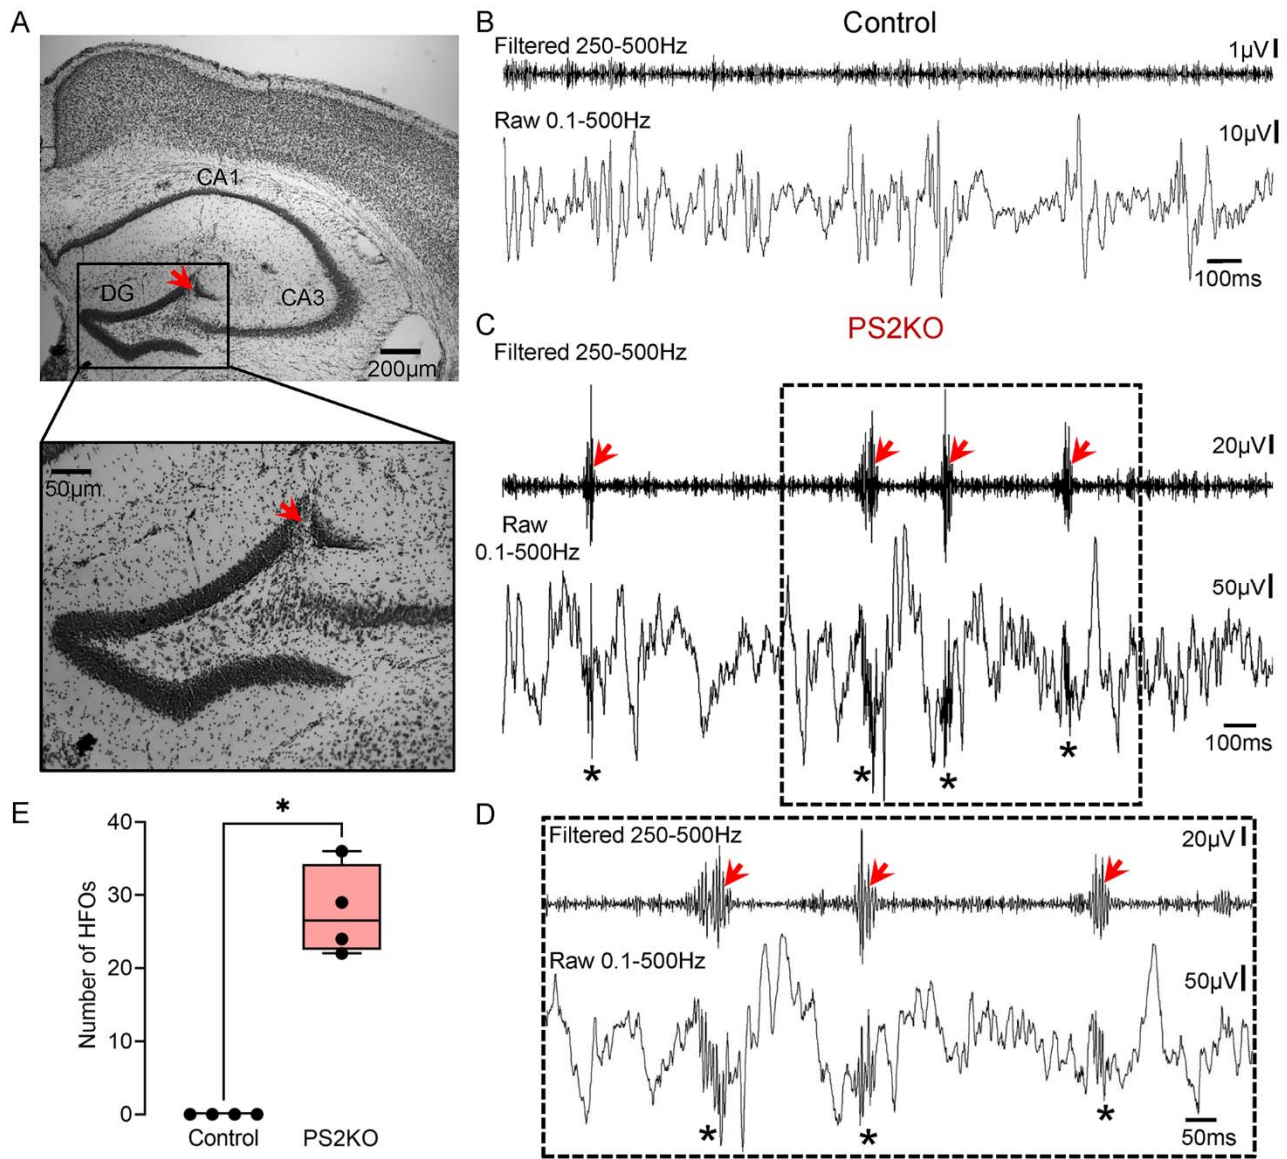 A
CA1
DG
CA3
200µm
50µm
B
Control
Filtered 250-500Hz
1µV
Raw 0.1-500Hz
10µV
100ms
C
PS2KO
Filtered 250-500Hz
20µV
Raw
0.1-500Hz
50µV
100ms
*
*
*
*
D
Filtered 250-500Hz
20µV
Raw 0.1-500Hz
50µV
*
*
*
50ms
E
*
Number of HFOs
40
30
20
10
0
Control
PS2KO